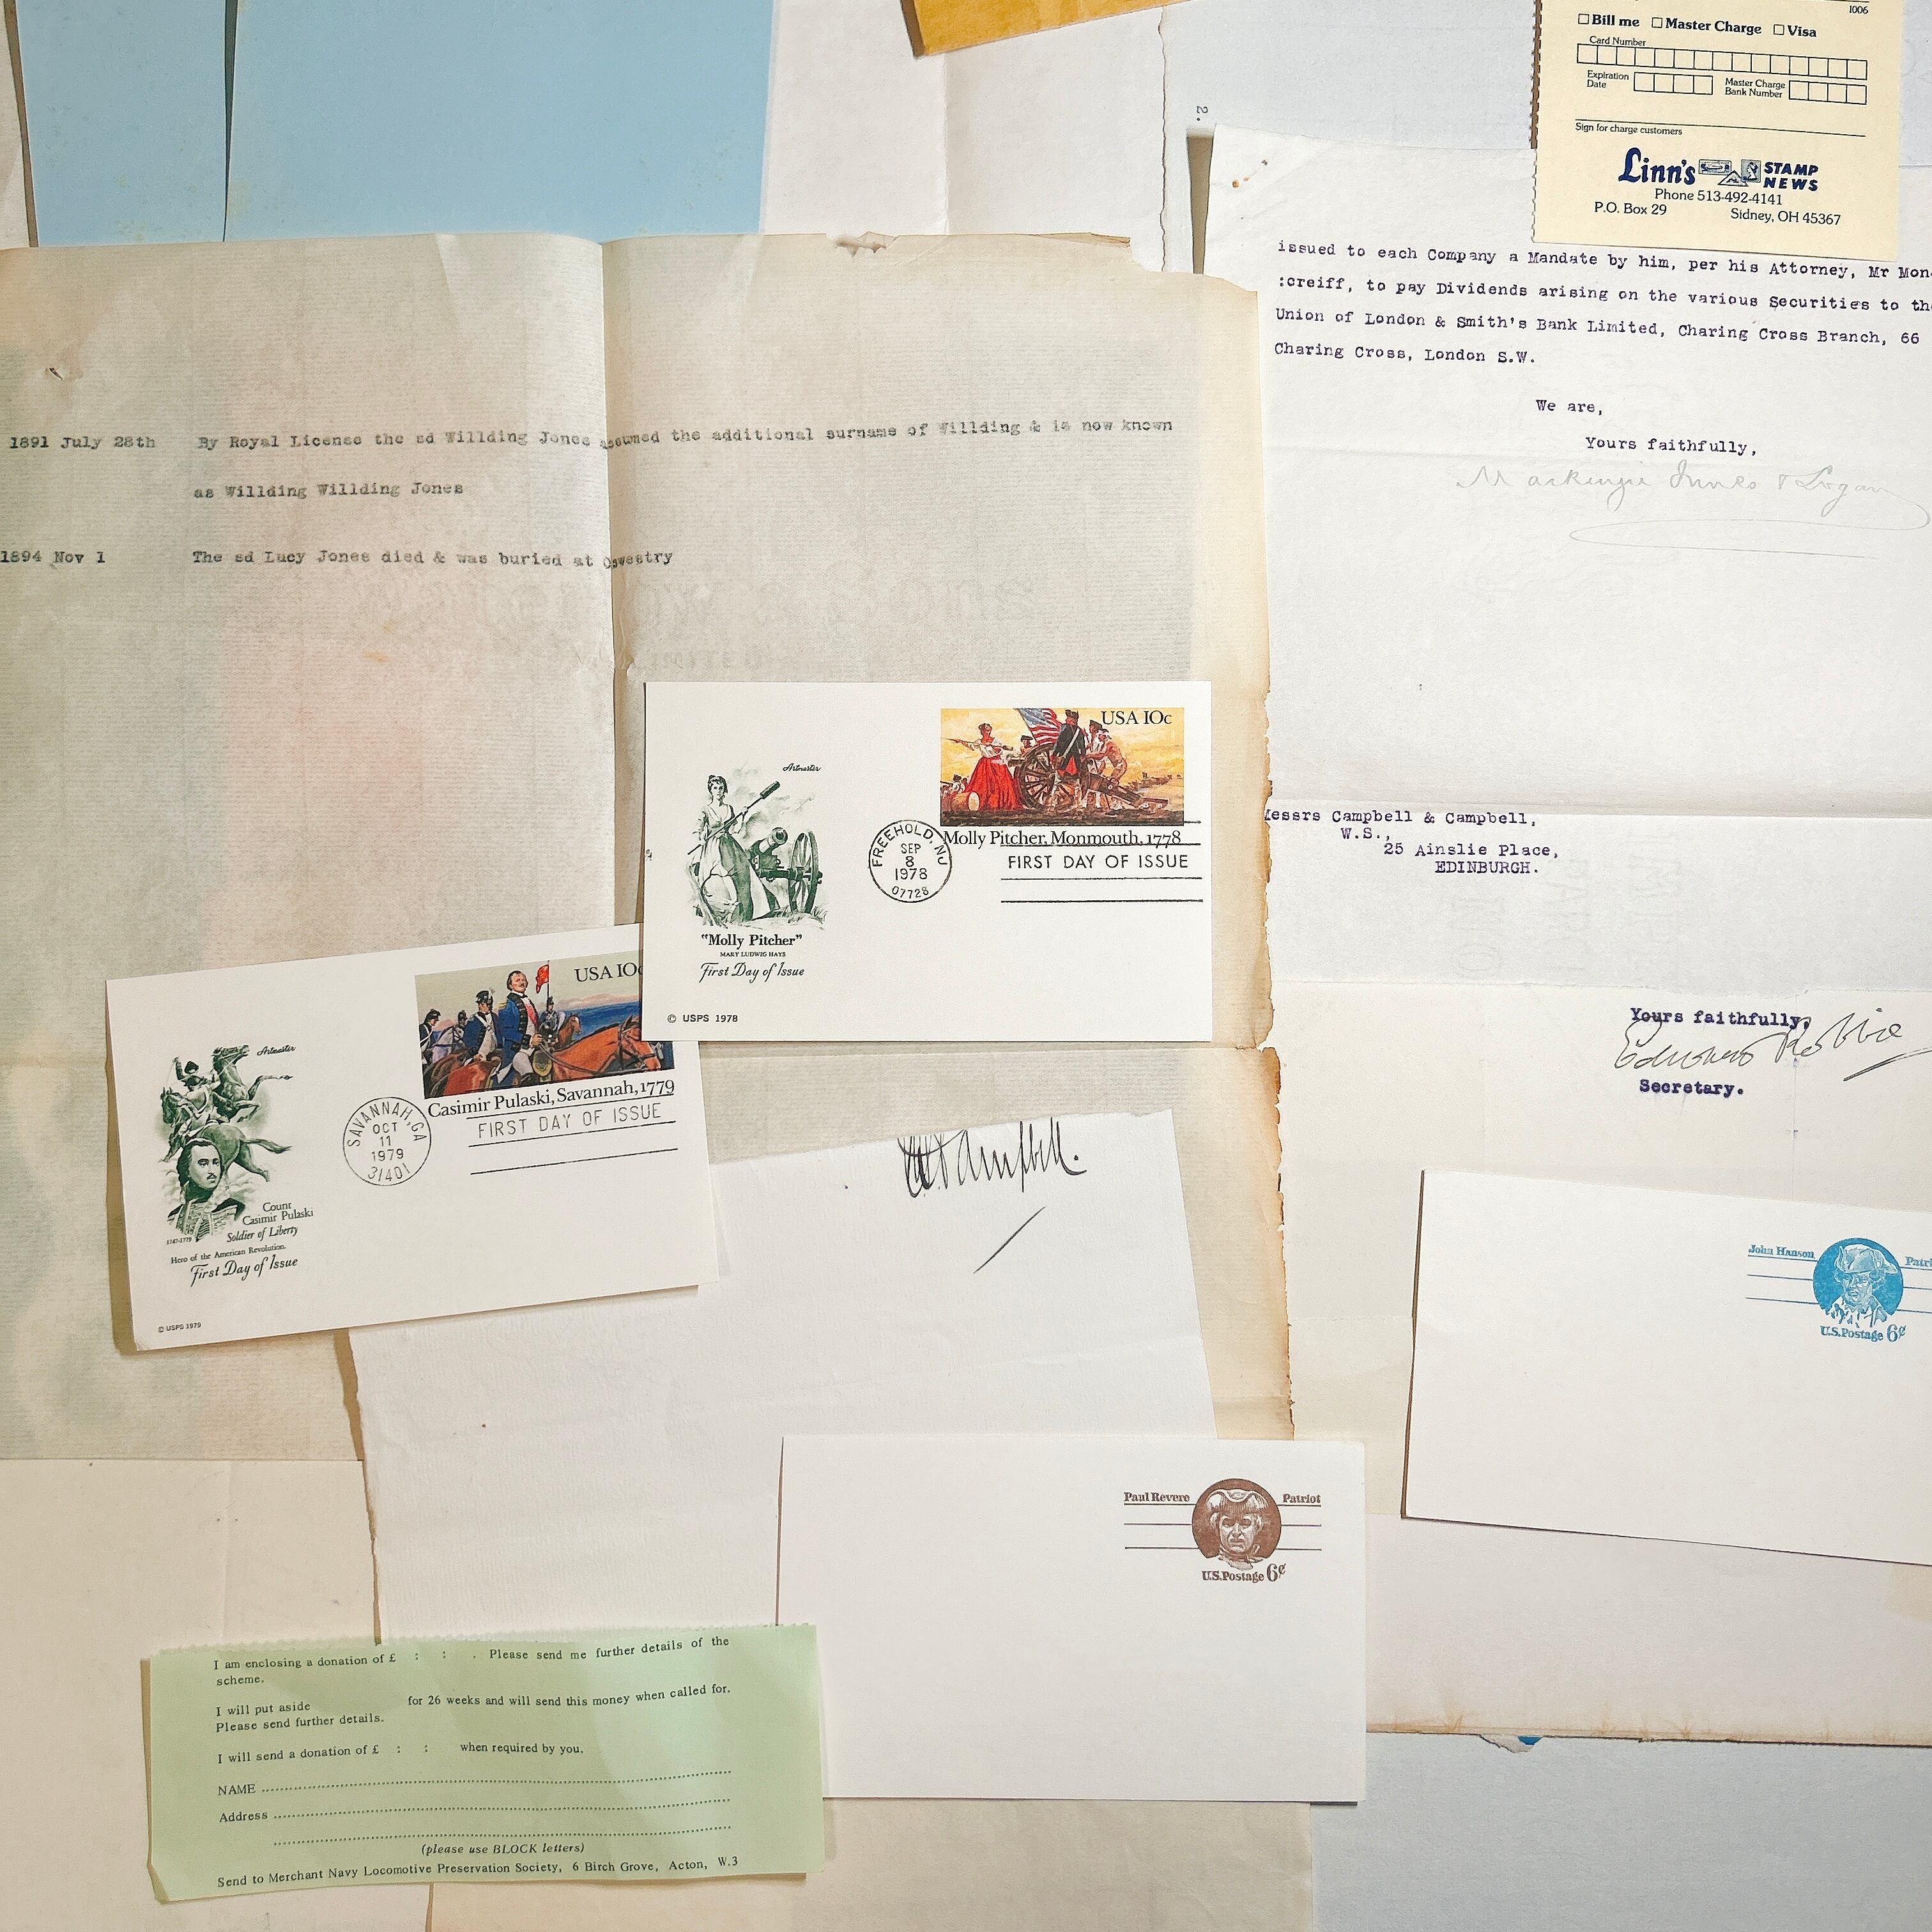 1006
☐ Bill me ☐ Master Charge ☐ Visa
Card Number
Expiration Date
Master Charge Bank Number
Sign for charge customers
Linn's STAMP NEWS
Phone 513-492-4141
P.O. Box 29 Sidney, OH 45367
2.
issued to each Company a Mandate by him, per his Attorney, Mr
:creiff, to pay Dividends arising on the various Securities to
Union of London & Smith's Bank Limited, Charing Cross Branch, 66
Charing Cross, London S.W.
We are,
Yours faithfully,
Mackenzie Innes & Logan
1891 July 28th By Royal License the sd Willding Jones assumed the additional surname of Willding & is now known
as Willding Willding Jones
1894 Nov 1 The sd Lucy Jones died & was buried at Oswestry
Messrs Campbell & Campbell,
W.S.,
25 Ainslie Place,
EDINBURGH.
Yours faithfully,
Secretary.
USA 10c
Artmaster
Molly Pitcher, Monmouth, 1778
FREEHOLD, NJ
SEP
8
1978
07728
FIRST DAY OF ISSUE
"Molly Pitcher"
MARY LUDWIG HAYS
First Day of Issue
© USPS 1978
USA 10c
Artmaster
Casimir Pulaski, Savannah, 1779
SAVANNAH, GA
OCT
11
1979
31401
FIRST DAY OF ISSUE
Count
Casimir Pulaski
1747-1779
Soldier of Liberty
Hero of the American Revolution.
First Day of Issue
© USPS 1979
Campbell.
John Hanson
U.S. Postage 6¢
Paul Revere Patriot
U.S. Postage 6¢
I am enclosing a donation of £ : : . Please send me further details of the
scheme.
I will put aside for 26 weeks and will send this money when called for.
Please send further details.
I will send a donation of £ : : when required by you.
NAME
Address
(please use BLOCK letters)
Send to Merchant Navy Locomotive Preservation Society, 6 Birch Grove, Acton, W.3